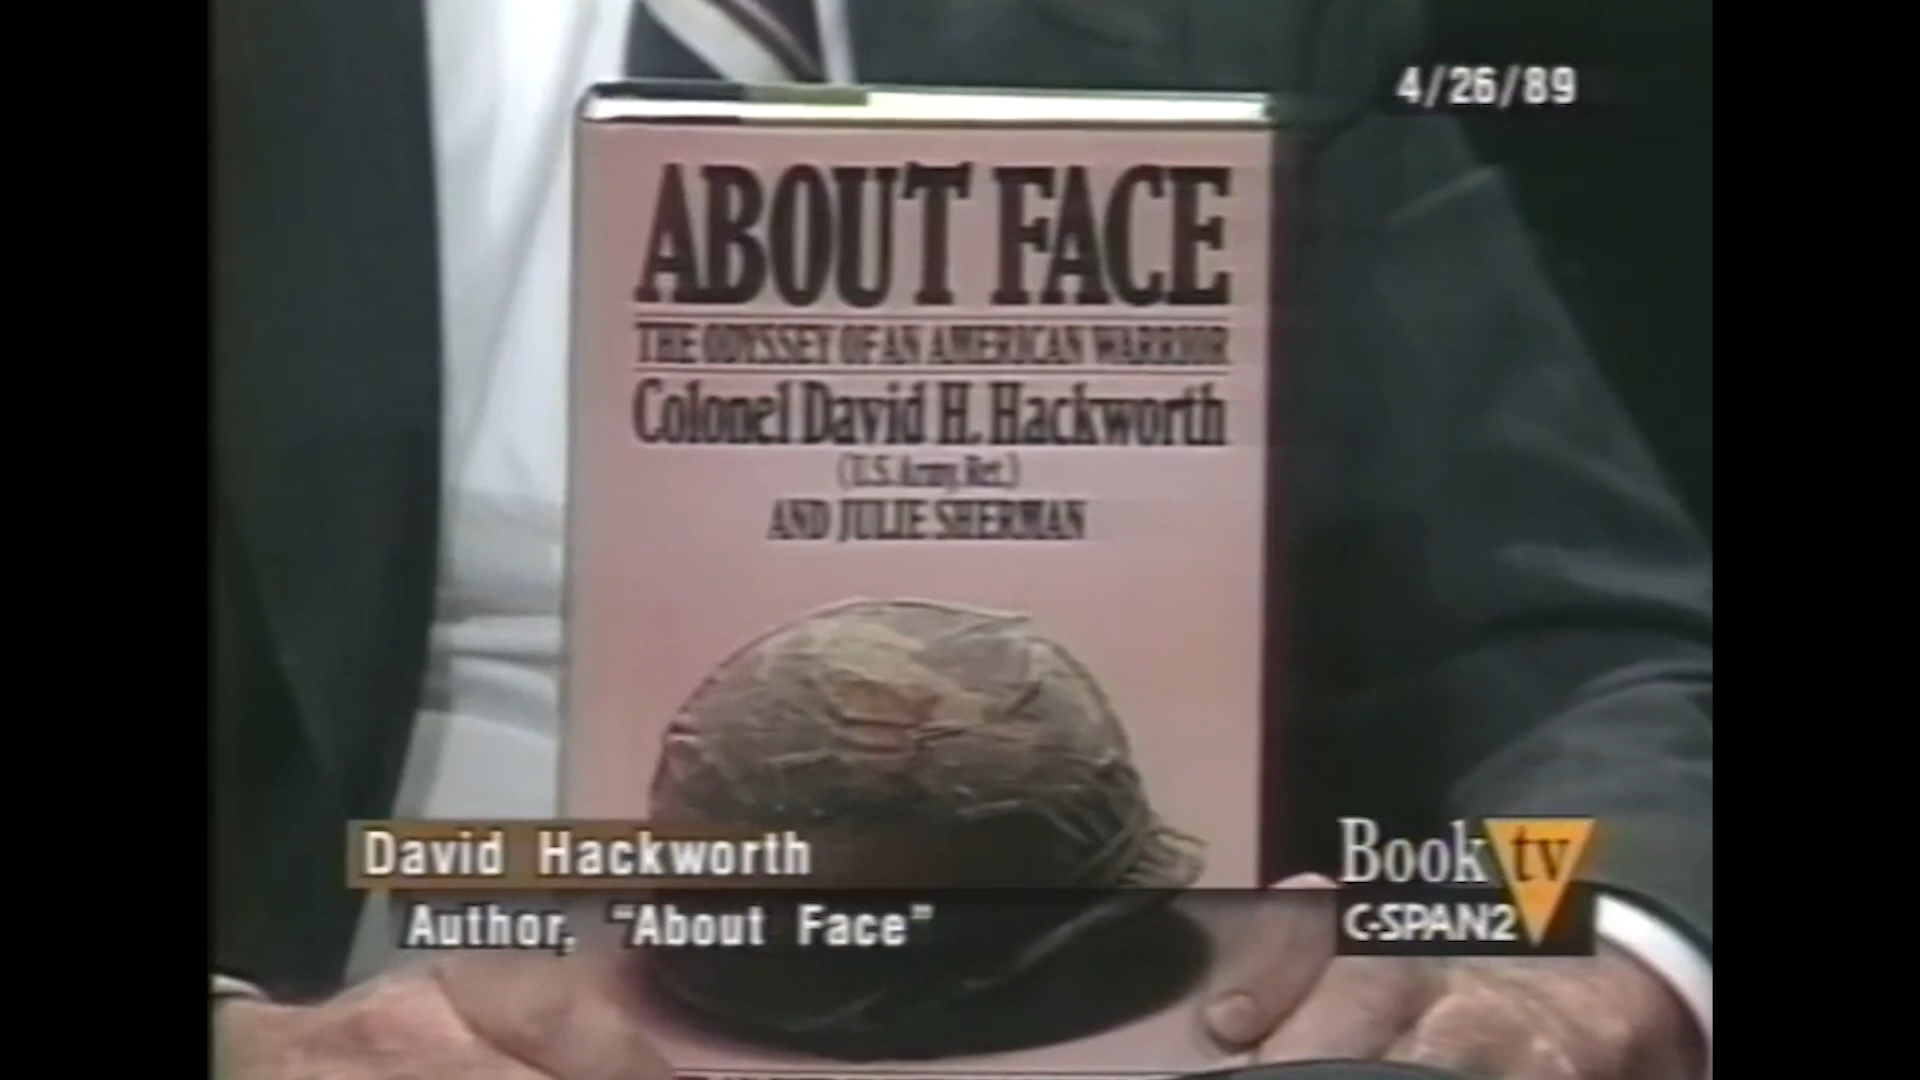 4/26/89
ABOUT FACE
THE ODYSSEY OF AN AMERICAN WARRIOR
Colonel David H. Hackworth
(U.S. Army Ret.)
AND JULIE SHERMAN
David Hackworth
Author, "About Face"
Book tv
C-SPAN2